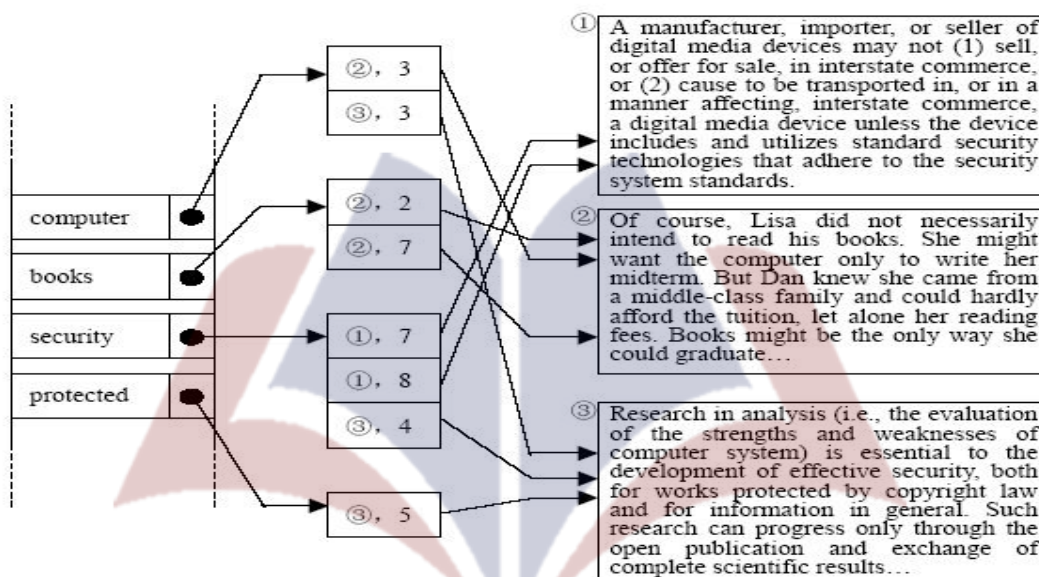 computer
books
security
protected
②, 3
③, 3
②, 2
②, 7
①, 7
①, 8
③, 4
③, 5
①
A manufacturer, importer, or seller of
digital media devices may not (1) sell,
or offer for sale, in interstate commerce,
or (2) cause to be transported in, or in a
manner affecting, interstate commerce,
a digital media device unless the device
includes and utilizes standard security
technologies that adhere to the security
system standards.
②
Of course, Lisa did not necessarily
intend to read his books. She might
want the computer only to write her
midterm. But Dan knew she came from
a middle-class family and could hardly
afford the tuition, let alone her reading
fees. Books might be the only way she
could graduate…
③
Research in analysis (i.e., the evaluation
of the strengths and weaknesses of
computer system) is essential to the
development of effective security, both
for works protected by copyright law
and for information in general. Such
research can progress only through the
open publication and exchange of
complete scientific results…